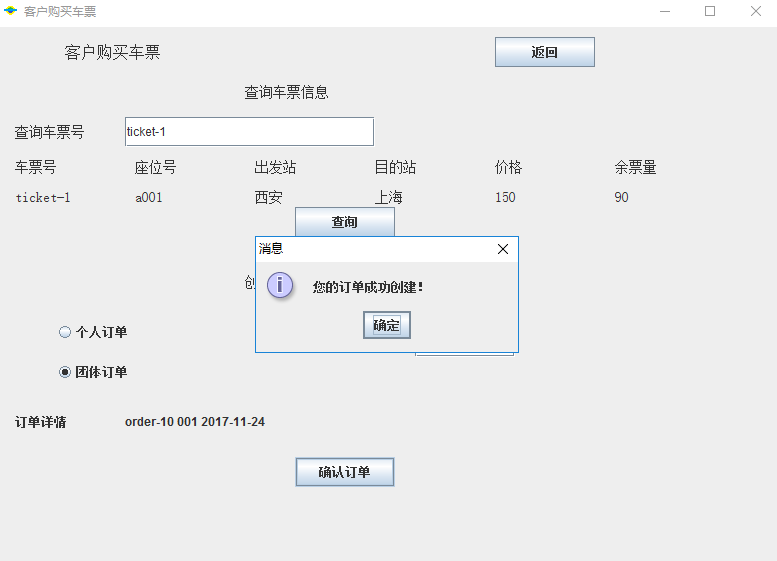 客户购买车票
客户购买车票 返回
查询车票信息
查询车票号 ticket-1
车票号 座位号 出发站 目的站 价格 余票量
ticket-1 a001 西安 上海 150 90
查询
消息
创
您的订单成功创建!
确定
个人订单
团体订单
订单详情 order-10 001 2017-11-24
确认订单